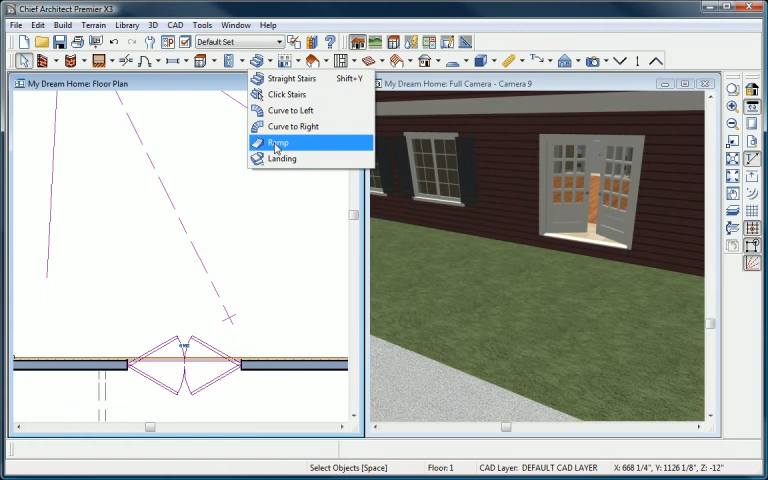 Chief Architect Premier X3
File Edit Build Terrain Library 3D CAD Tools Window Help
Default Set
My Dream Home: Floor Plan
My Dream Home: Full Camera - Camera 9
Straight Stairs Shift+Y
Click Stairs
Curve to Left
Curve to Right
Ramp
Landing
Select Objects [Space] Floor: 1 CAD Layer: DEFAULT CAD LAYER X: 668 1/4", Y: 1126 1/8", Z: -12"